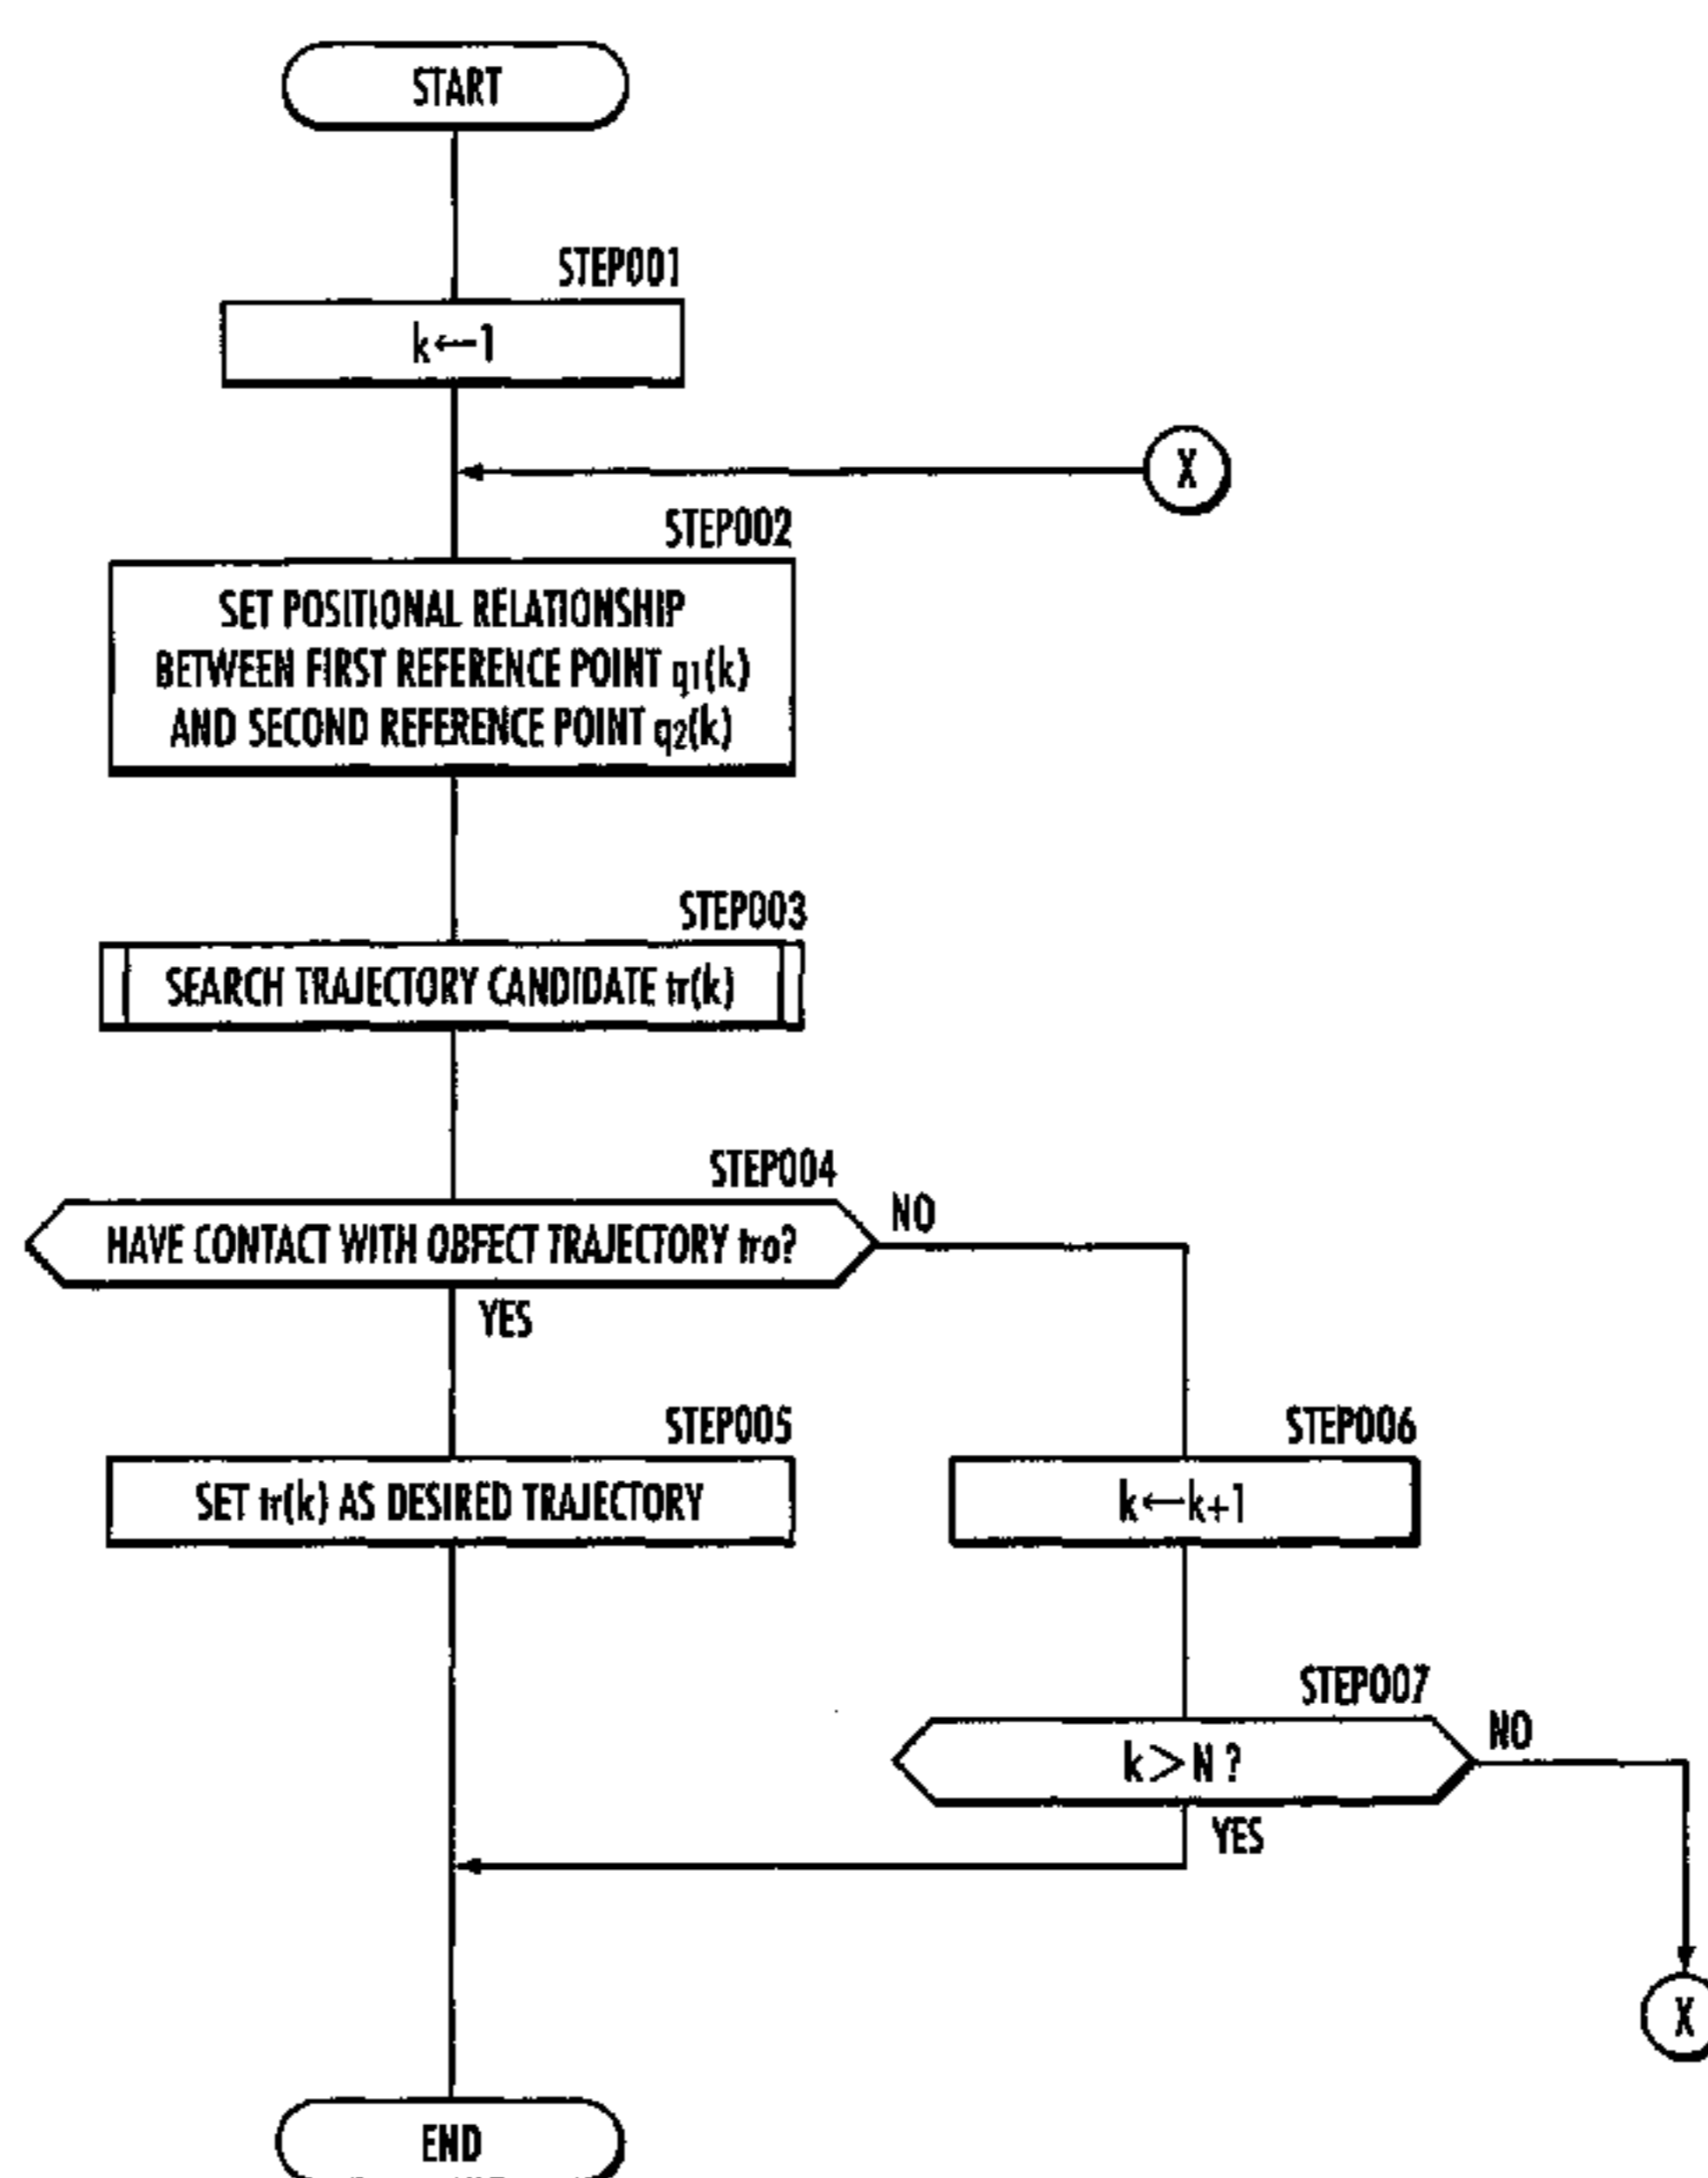 START
STEP001
k←1
X
STEP002
SET POSITIONAL RELATIONSHIP
BETWEEN FIRST REFERENCE POINT q1(k)
AND SECOND REFERENCE POINT q2(k)
STEP003
SEARCH TRAJECTORY CANDIDATE tr(k)
STEP004
HAVE CONTACT WITH OBFECT TRAJECTORY tro?
NO
YES
STEP005
SET tr(k) AS DESIRED TRAJECTORY
STEP006
k←k+1
STEP007
k>N?
NO
YES
X
END